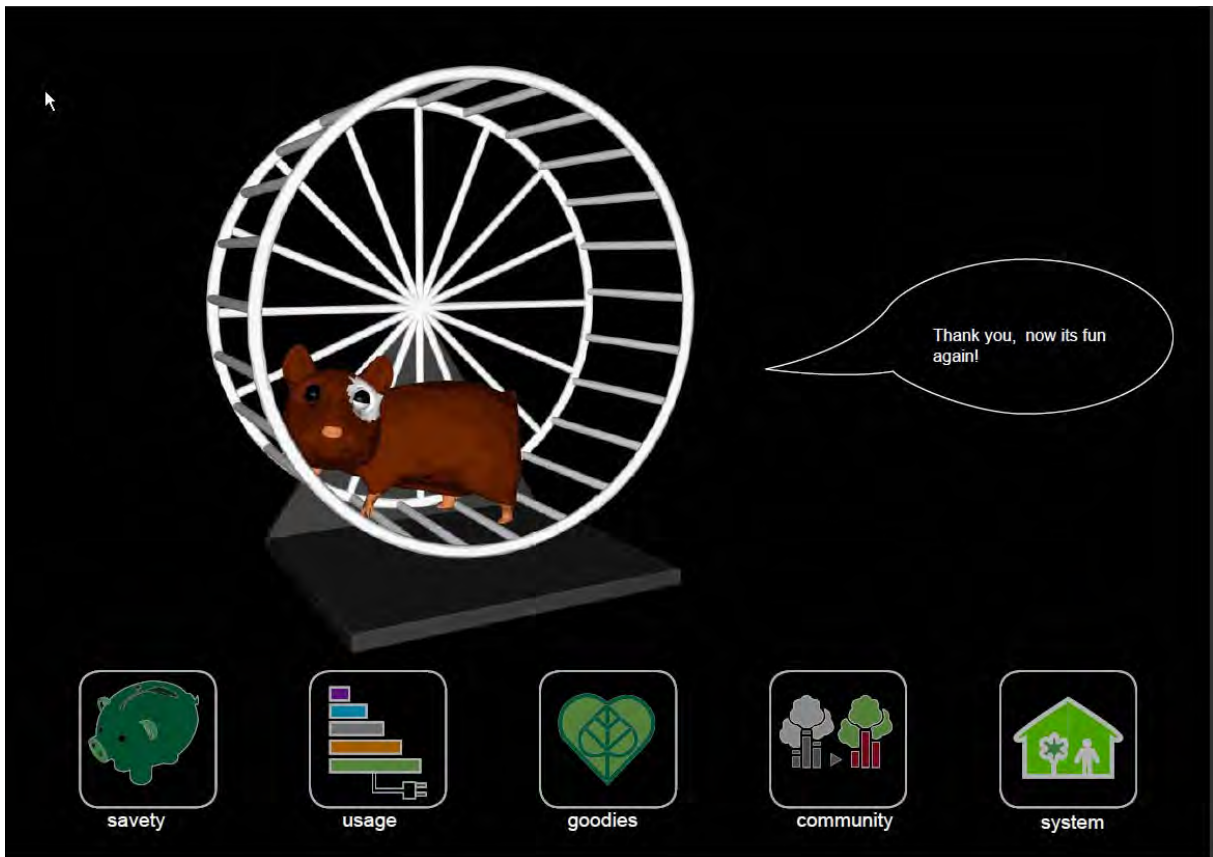 Thank you, now its fun
again!
savety
usage
goodies
community
system